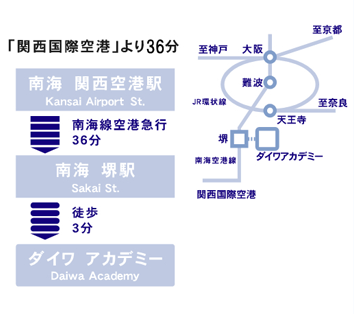 「関西国際空港」より36分
南海 関西空港駅
Kansai Airport St.
南海線空港急行
36分
南海 堺駅
Sakai St.
徒歩
3分
ダイワ アカデミー
Daiwa Academy
至京都
至神戸
大阪
難波
JR環状線
至奈良
天王寺
堺
ダイワアカデミー
南海空港線
関西国際空港